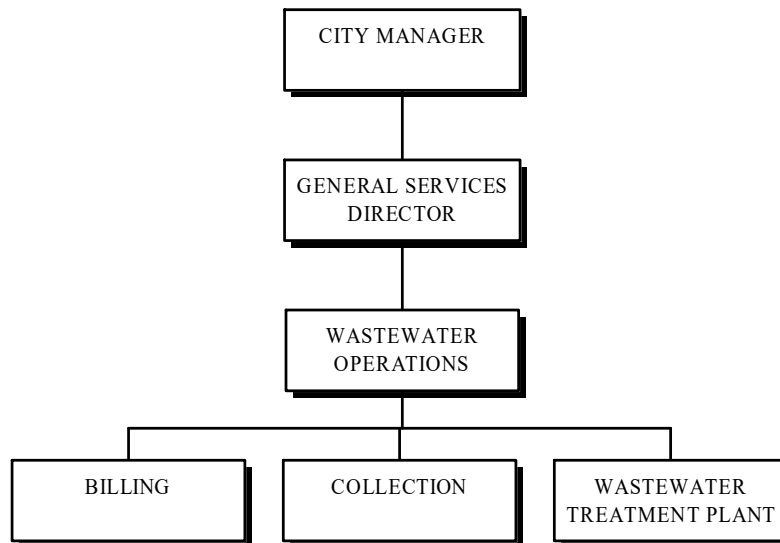 CITY MANAGER
GENERAL SERVICES
DIRECTOR
WASTEWATER
OPERATIONS
BILLING
COLLECTION
WASTEWATER
TREATMENT PLANT